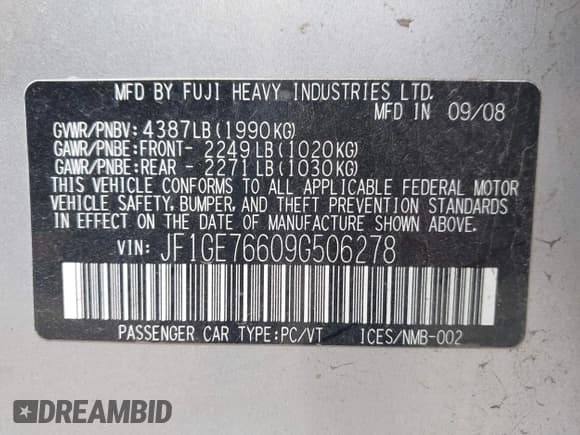 MFD BY FUJI HEAVY INDUSTRIES LTD.
MFD IN 09/08
GVWR/PNBV: 4387LB (1990KG)
GAWR/PNBE: FRONT- 2249LB (1020KG)
GAWR/PNBE: REAR - 2271LB (1030KG)
THIS VEHICLE CONFORMS TO ALL APPLICABLE FEDERAL MOTOR
VEHICLE SAFETY, BUMPER, AND THEFT PREVENTION STANDARDS
IN EFFECT ON THE DATE OF MANUFACTURE SHOWN ABOVE.
VIN: JF1GE76609G506278
PASSENGER CAR TYPE:PC/VT ICES/NMB-002
DREAMBID